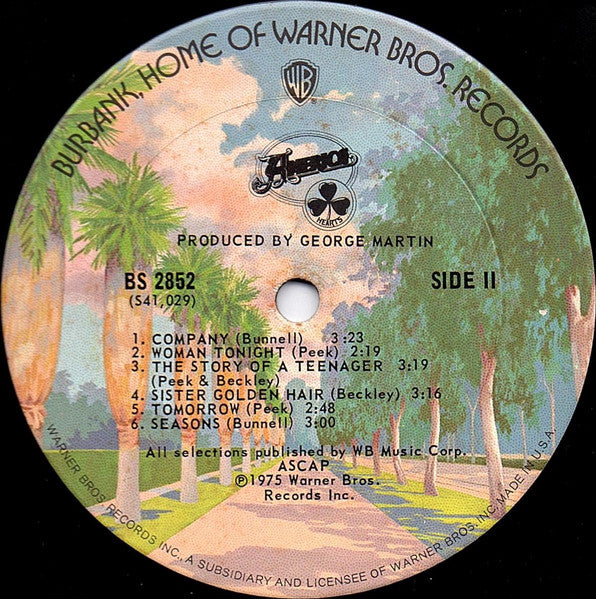 BURBANK, HOME OF WARNER BROS. RECORDS
WB
AMERICA
HEARTS
PRODUCED BY GEORGE MARTIN
BS 2852
(S41,029)
SIDE II
1. COMPANY (Bunnell) 3:23
2. WOMAN TONIGHT (Peek) 2:19
3. THE STORY OF A TEENAGER 3:19
(Peek & Beckley)
4. SISTER GOLDEN HAIR (Beckley) 3:16
5. TOMORROW (Peek) 2:48
6. SEASONS (Bunnell) 3:00
All selections published by WB Music Corp.
ASCAP
℗1975 Warner Bros.
Records Inc.
WARNER BROS. RECORDS INC., A SUBSIDIARY AND LICENSEE OF WARNER BROS. INC. MADE IN U.S.A.